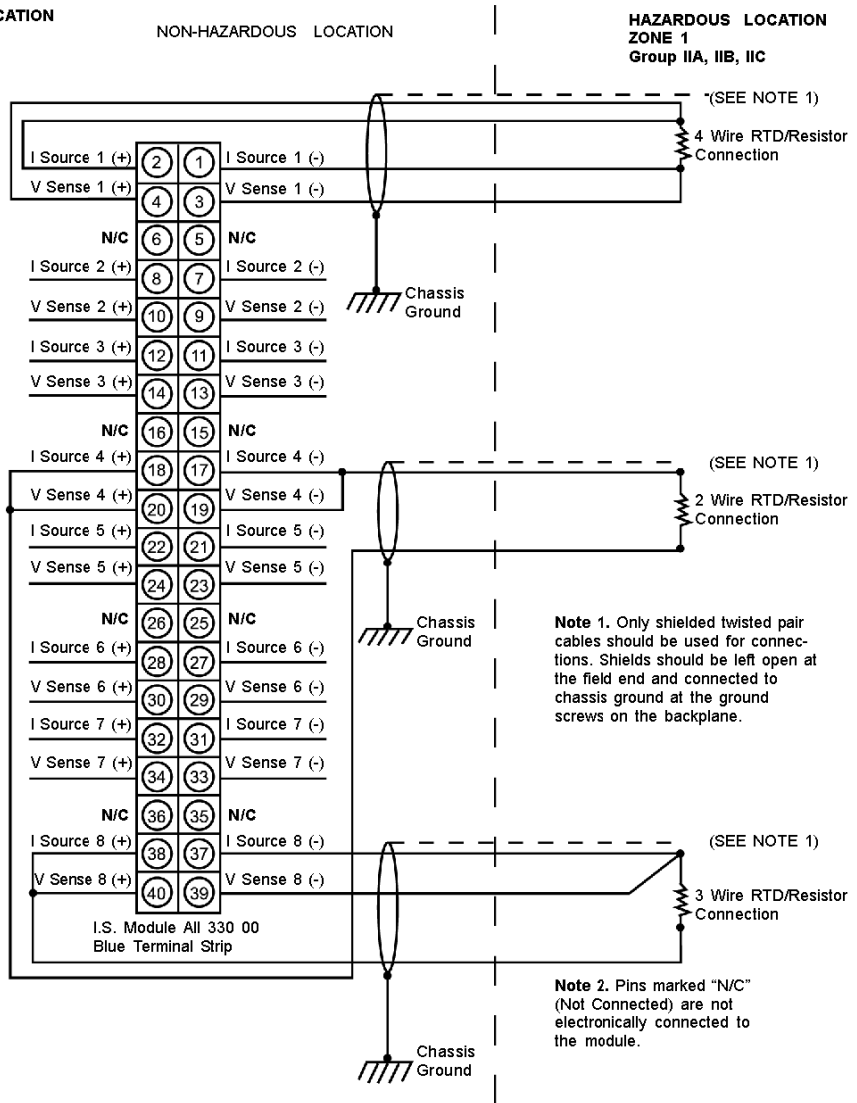 CATION
NON-HAZARDOUS LOCATION
HAZARDOUS LOCATION
ZONE 1
Group IIA, IIB, IIC
(SEE NOTE 1)
4 Wire RTD/Resistor
Connection
I Source 1 (+) 2 1 I Source 1 (-)
V Sense 1 (+) 4 3 V Sense 1 (-)
N/C 6 5 N/C
I Source 2 (+) 8 7 I Source 2 (-)
Chassis
Ground
V Sense 2 (+) 10 9 V Sense 2 (-)
I Source 3 (+) 12 11 I Source 3 (-)
V Sense 3 (+) 14 13 V Sense 3 (-)
N/C 16 15 N/C
I Source 4 (+) 18 17 I Source 4 (-)
(SEE NOTE 1)
V Sense 4 (+) 20 19 V Sense 4 (-)
2 Wire RTD/Resistor
Connection
I Source 5 (+) 22 21 I Source 5 (-)
V Sense 5 (+) 24 23 V Sense 5 (-)
N/C 26 25 N/C
Chassis
Ground
I Source 6 (+) 28 27 I Source 6 (-)
V Sense 6 (+) 30 29 V Sense 6 (-)
I Source 7 (+) 32 31 I Source 7 (-)
V Sense 7 (+) 34 33 V Sense 7 (-)
Note 1. Only shielded twisted pair
cables should be used for connec-
tions. Shields should be left open at
the field end and connected to
chassis ground at the ground
screws on the backplane.
N/C 36 35 N/C
I Source 8 (+) 38 37 I Source 8 (-)
(SEE NOTE 1)
V Sense 8 (+) 40 39 V Sense 8 (-)
3 Wire RTD/Resistor
Connection
I.S. Module AII 330 00
Blue Terminal Strip
Note 2. Pins marked “N/C”
(Not Connected) are not
electronically connected to
the module.
Chassis
Ground